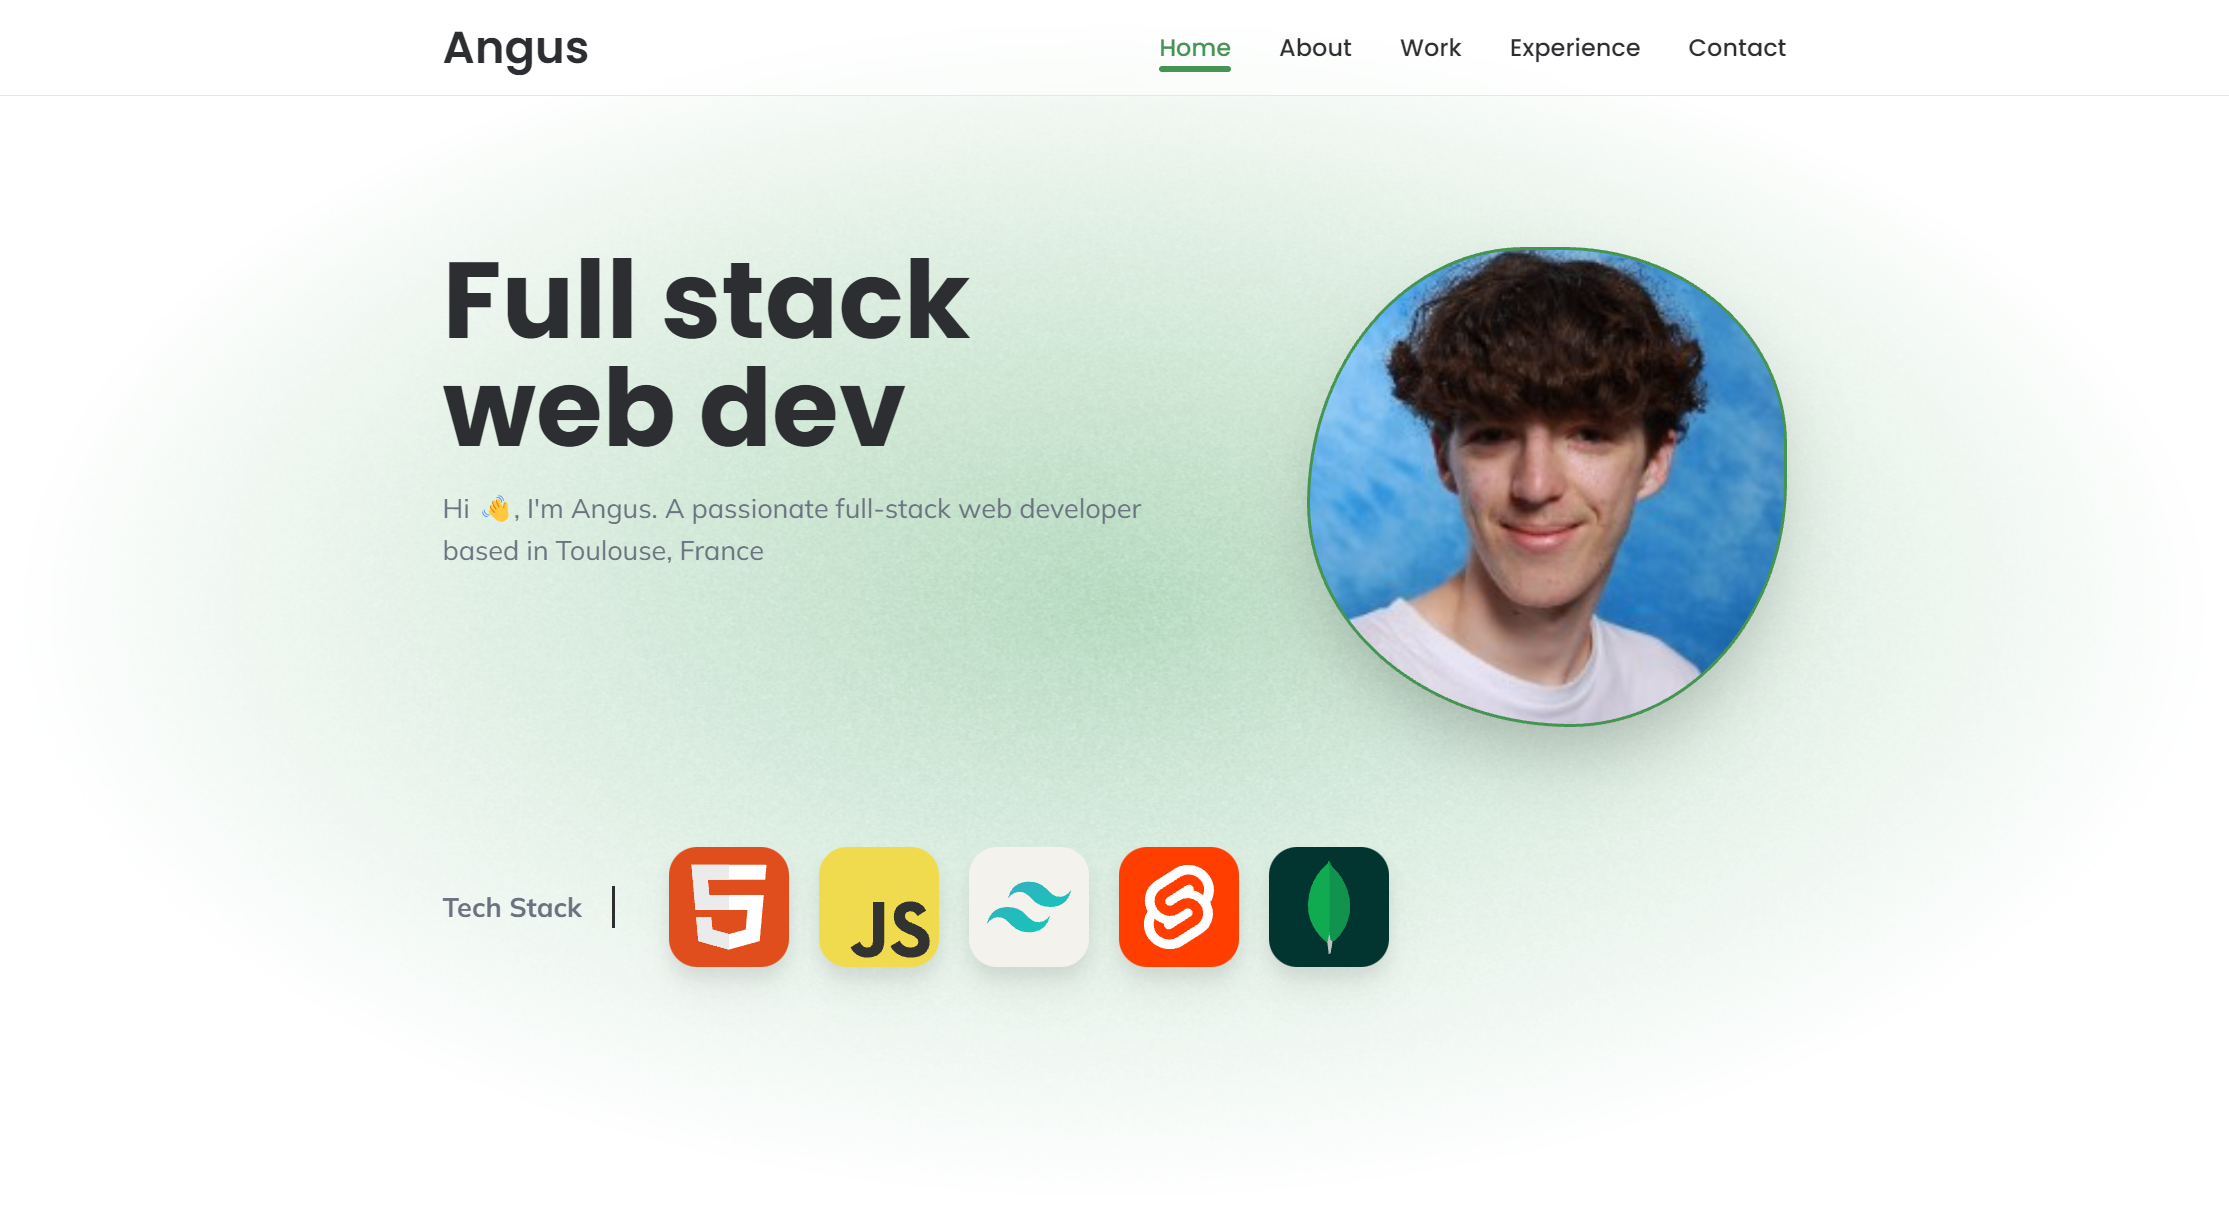 Angus
Home About Work Experience Contact
Full stack
web dev
Hi 👋, I'm Angus. A passionate full-stack web developer
based in Toulouse, France
Tech Stack
JS